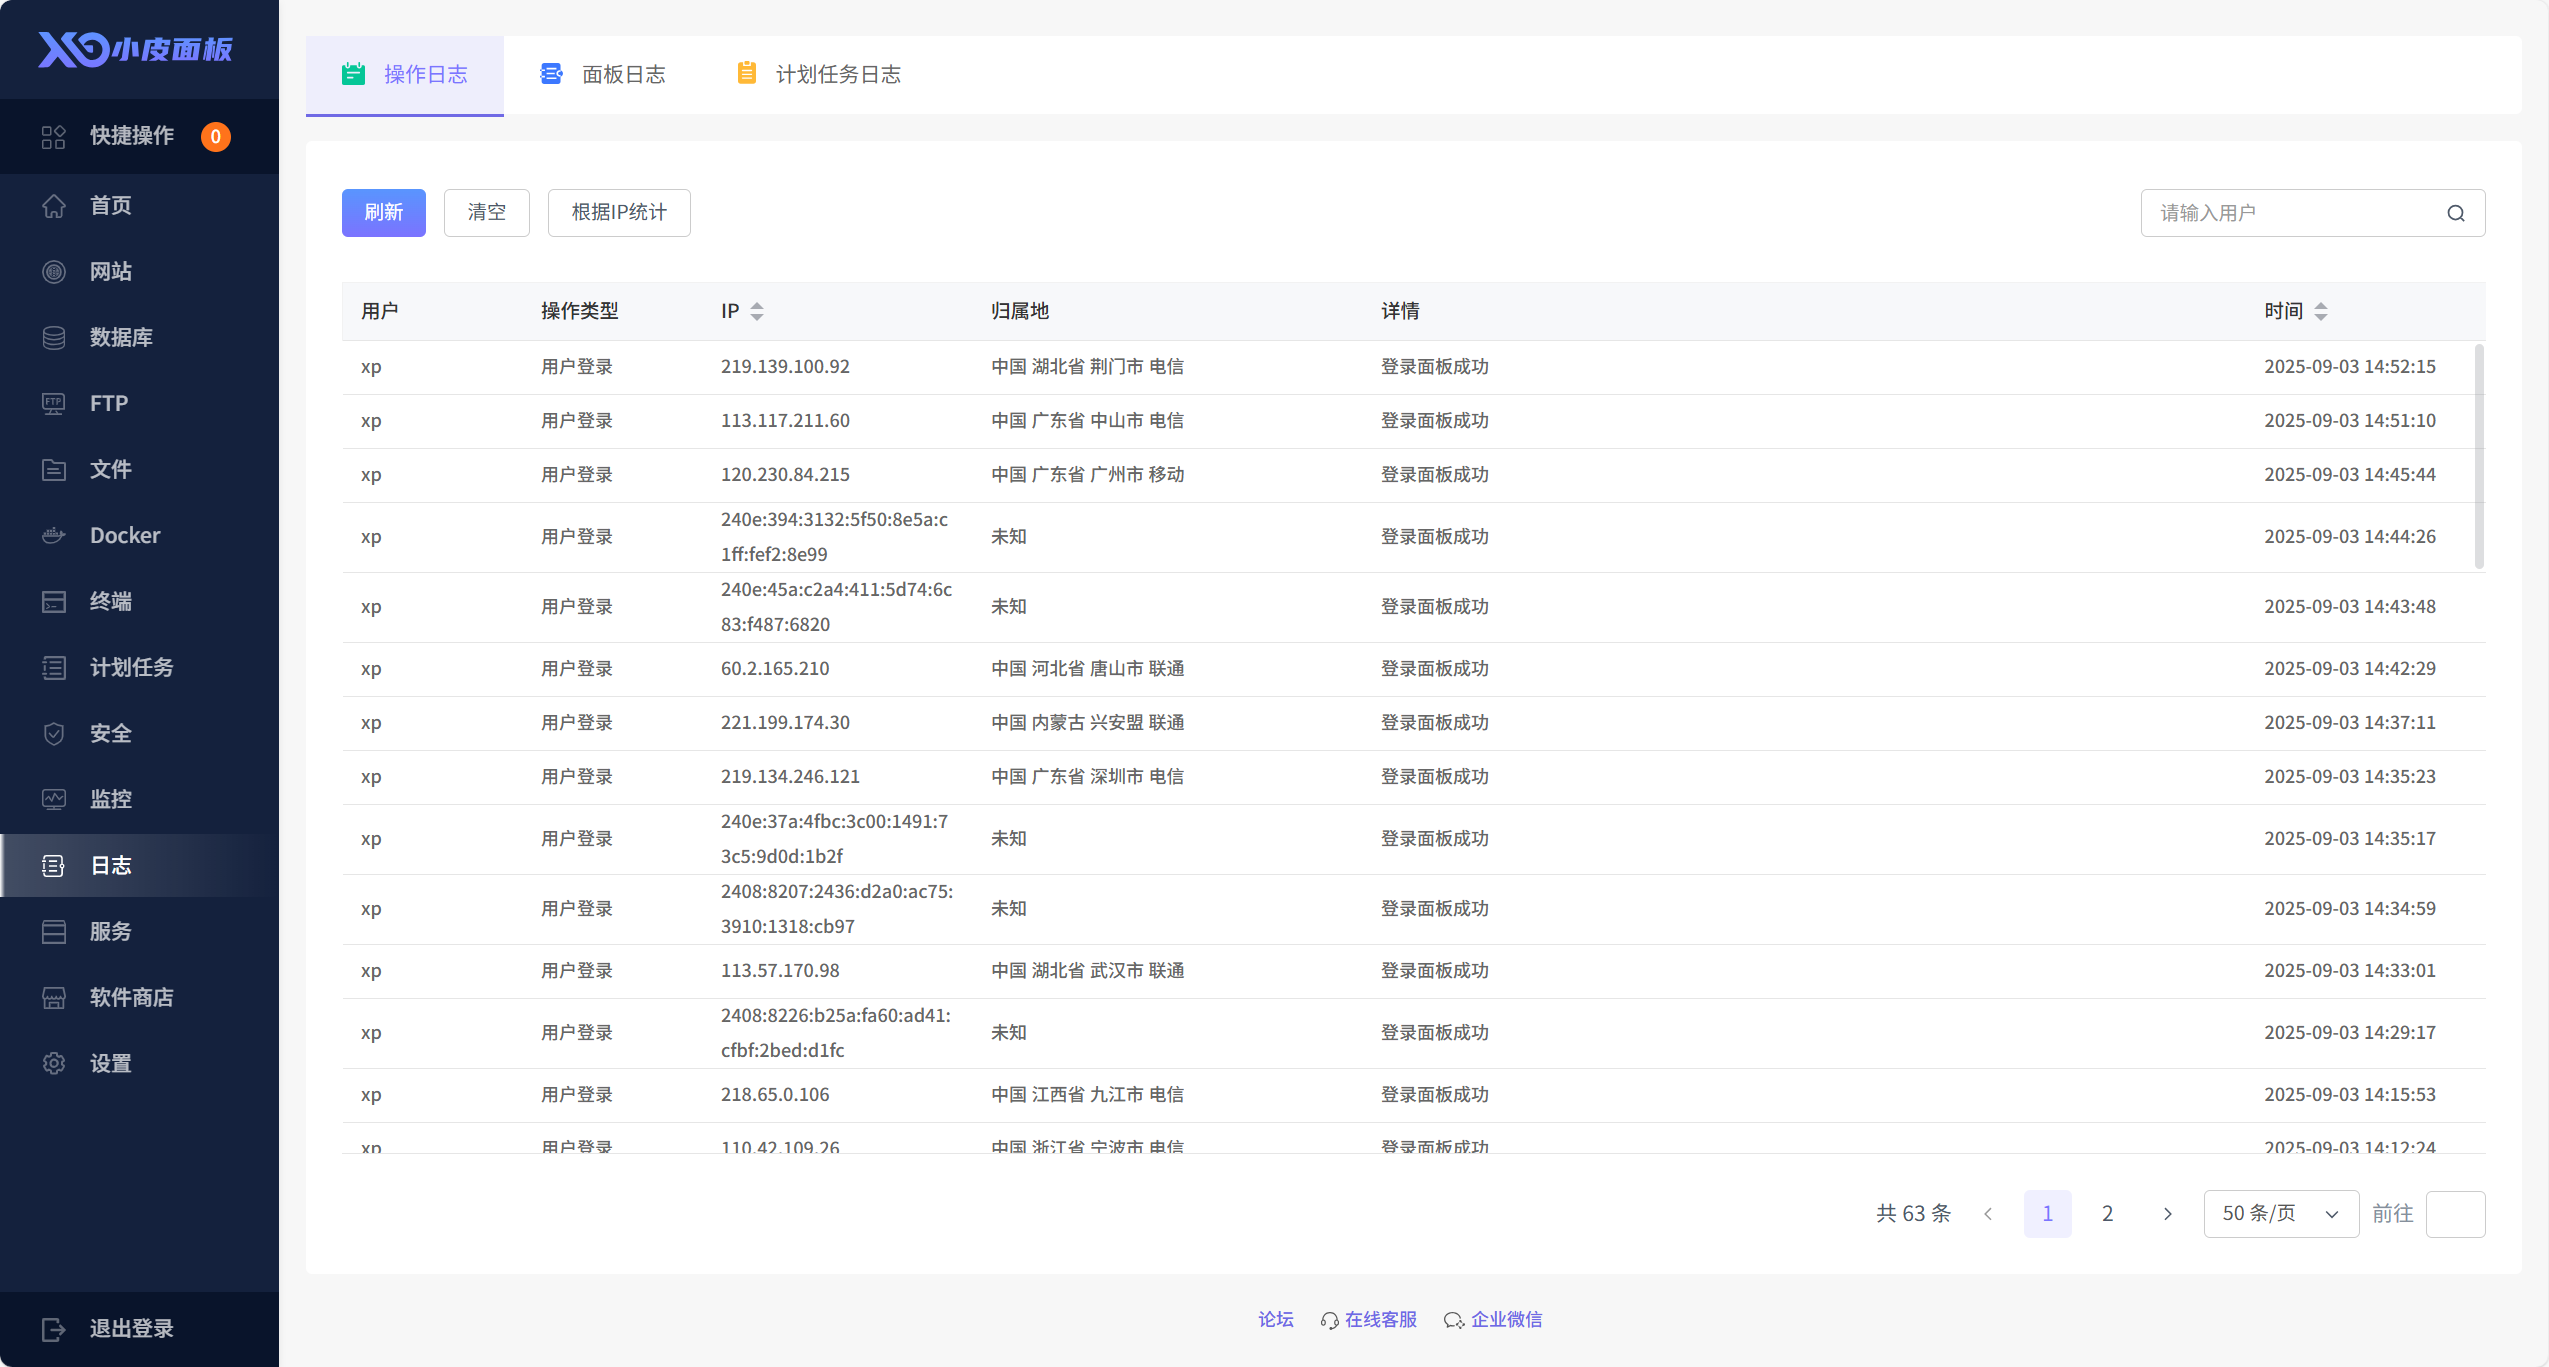 小皮面板
快捷操作 0
首页
网站
数据库
FTP
文件
Docker
终端
计划任务
安全
监控
日志
服务
软件商店
设置
退出登录
操作日志 面板日志 计划任务日志
刷新 清空 根据IP统计 请输入用户
用户 操作类型 IP 归属地 详情 时间
xp 用户登录 219.139.100.92 中国 湖北省 荆门市 电信 登录面板成功 2025-09-03 14:52:15
xp 用户登录 113.117.211.60 中国 广东省 中山市 电信 登录面板成功 2025-09-03 14:51:10
xp 用户登录 120.230.84.215 中国 广东省 广州市 移动 登录面板成功 2025-09-03 14:45:44
xp 用户登录 240e:394:3132:5f50:8e5a:c
1ff:fef2:8e99 未知 登录面板成功 2025-09-03 14:44:26
xp 用户登录 240e:45a:c2a4:411:5d74:6c
83:f487:6820 未知 登录面板成功 2025-09-03 14:43:48
xp 用户登录 60.2.165.210 中国 河北省 唐山市 联通 登录面板成功 2025-09-03 14:42:29
xp 用户登录 221.199.174.30 中国 内蒙古 兴安盟 联通 登录面板成功 2025-09-03 14:37:11
xp 用户登录 219.134.246.121 中国 广东省 深圳市 电信 登录面板成功 2025-09-03 14:35:23
xp 用户登录 240e:37a:4fbc:3c00:1491:7
3c5:9d0d:1b2f 未知 登录面板成功 2025-09-03 14:35:17
xp 用户登录 2408:8207:2436:d2a0:ac75:
3910:1318:cb97 未知 登录面板成功 2025-09-03 14:34:59
xp 用户登录 113.57.170.98 中国 湖北省 武汉市 联通 登录面板成功 2025-09-03 14:33:01
xp 用户登录 2408:8226:b25a:fa60:ad41:
cfbf:2bed:d1fc 未知 登录面板成功 2025-09-03 14:29:17
xp 用户登录 218.65.0.106 中国 江西省 九江市 电信 登录面板成功 2025-09-03 14:15:53
xp 用户登录 110.42.109.26 中国 浙江省 宁波市 电信 登录面板成功 2025-09-03 14:12:24
共 63 条 1 2 50 条/页 前往
论坛 在线客服 企业微信